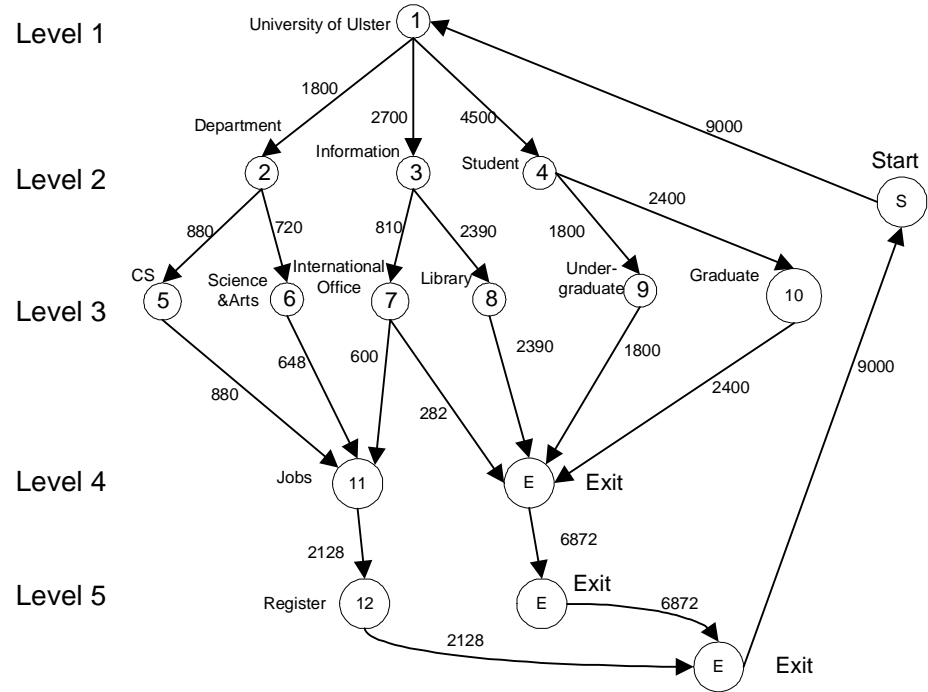 Level 1
University of Ulster
1
1800
2700
4500
9000
Department
Information
Student
Start
Level 2
2
3
4
2400
S
880
720
810
2390
1800
CS
Science
&Arts
International
Office
Library
Under-
graduate
Graduate
Level 3
5
6
7
8
9
10
880
648
600
282
2390
1800
2400
9000
Level 4
Jobs
11
E
Exit
2128
6872
Level 5
Register
12
E
Exit
6872
2128
E
Exit